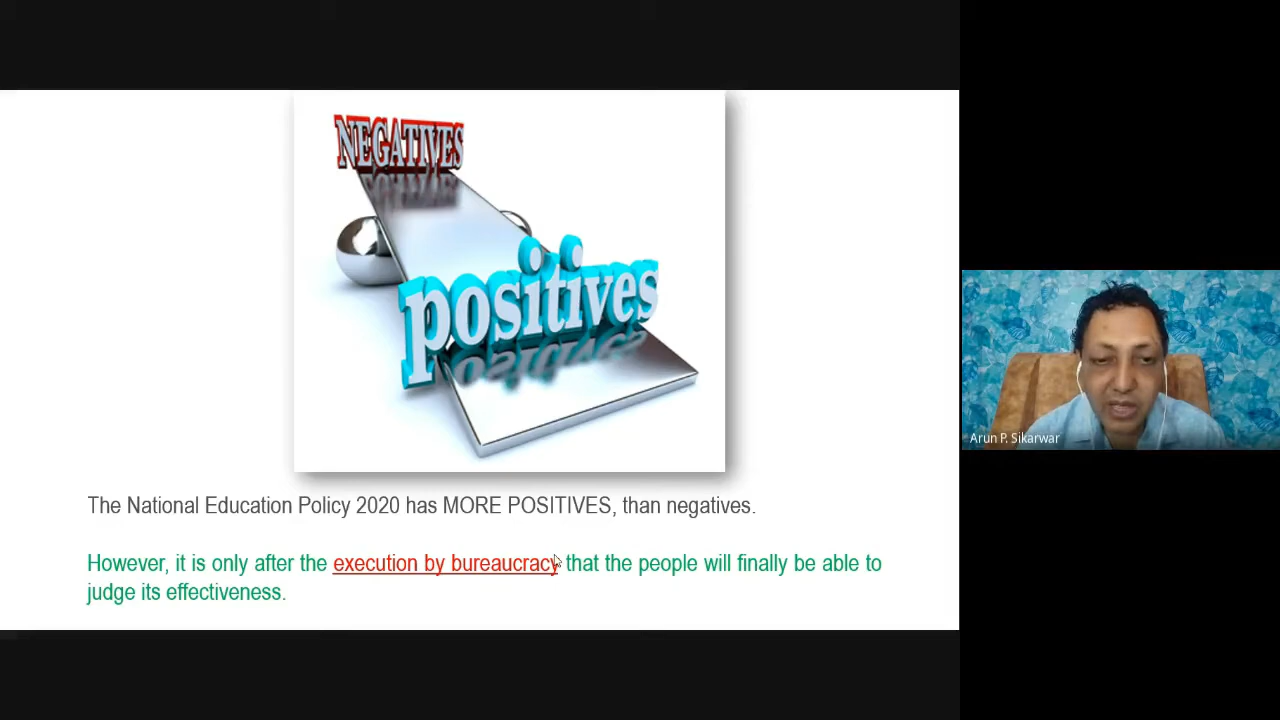 NEGATIVES
positives
Arun P. Sikarwar
The National Education Policy 2020 has MORE POSITIVES, than negatives.
However, it is only after the execution by bureaucracy that the people will finally be able to
judge its effectiveness.